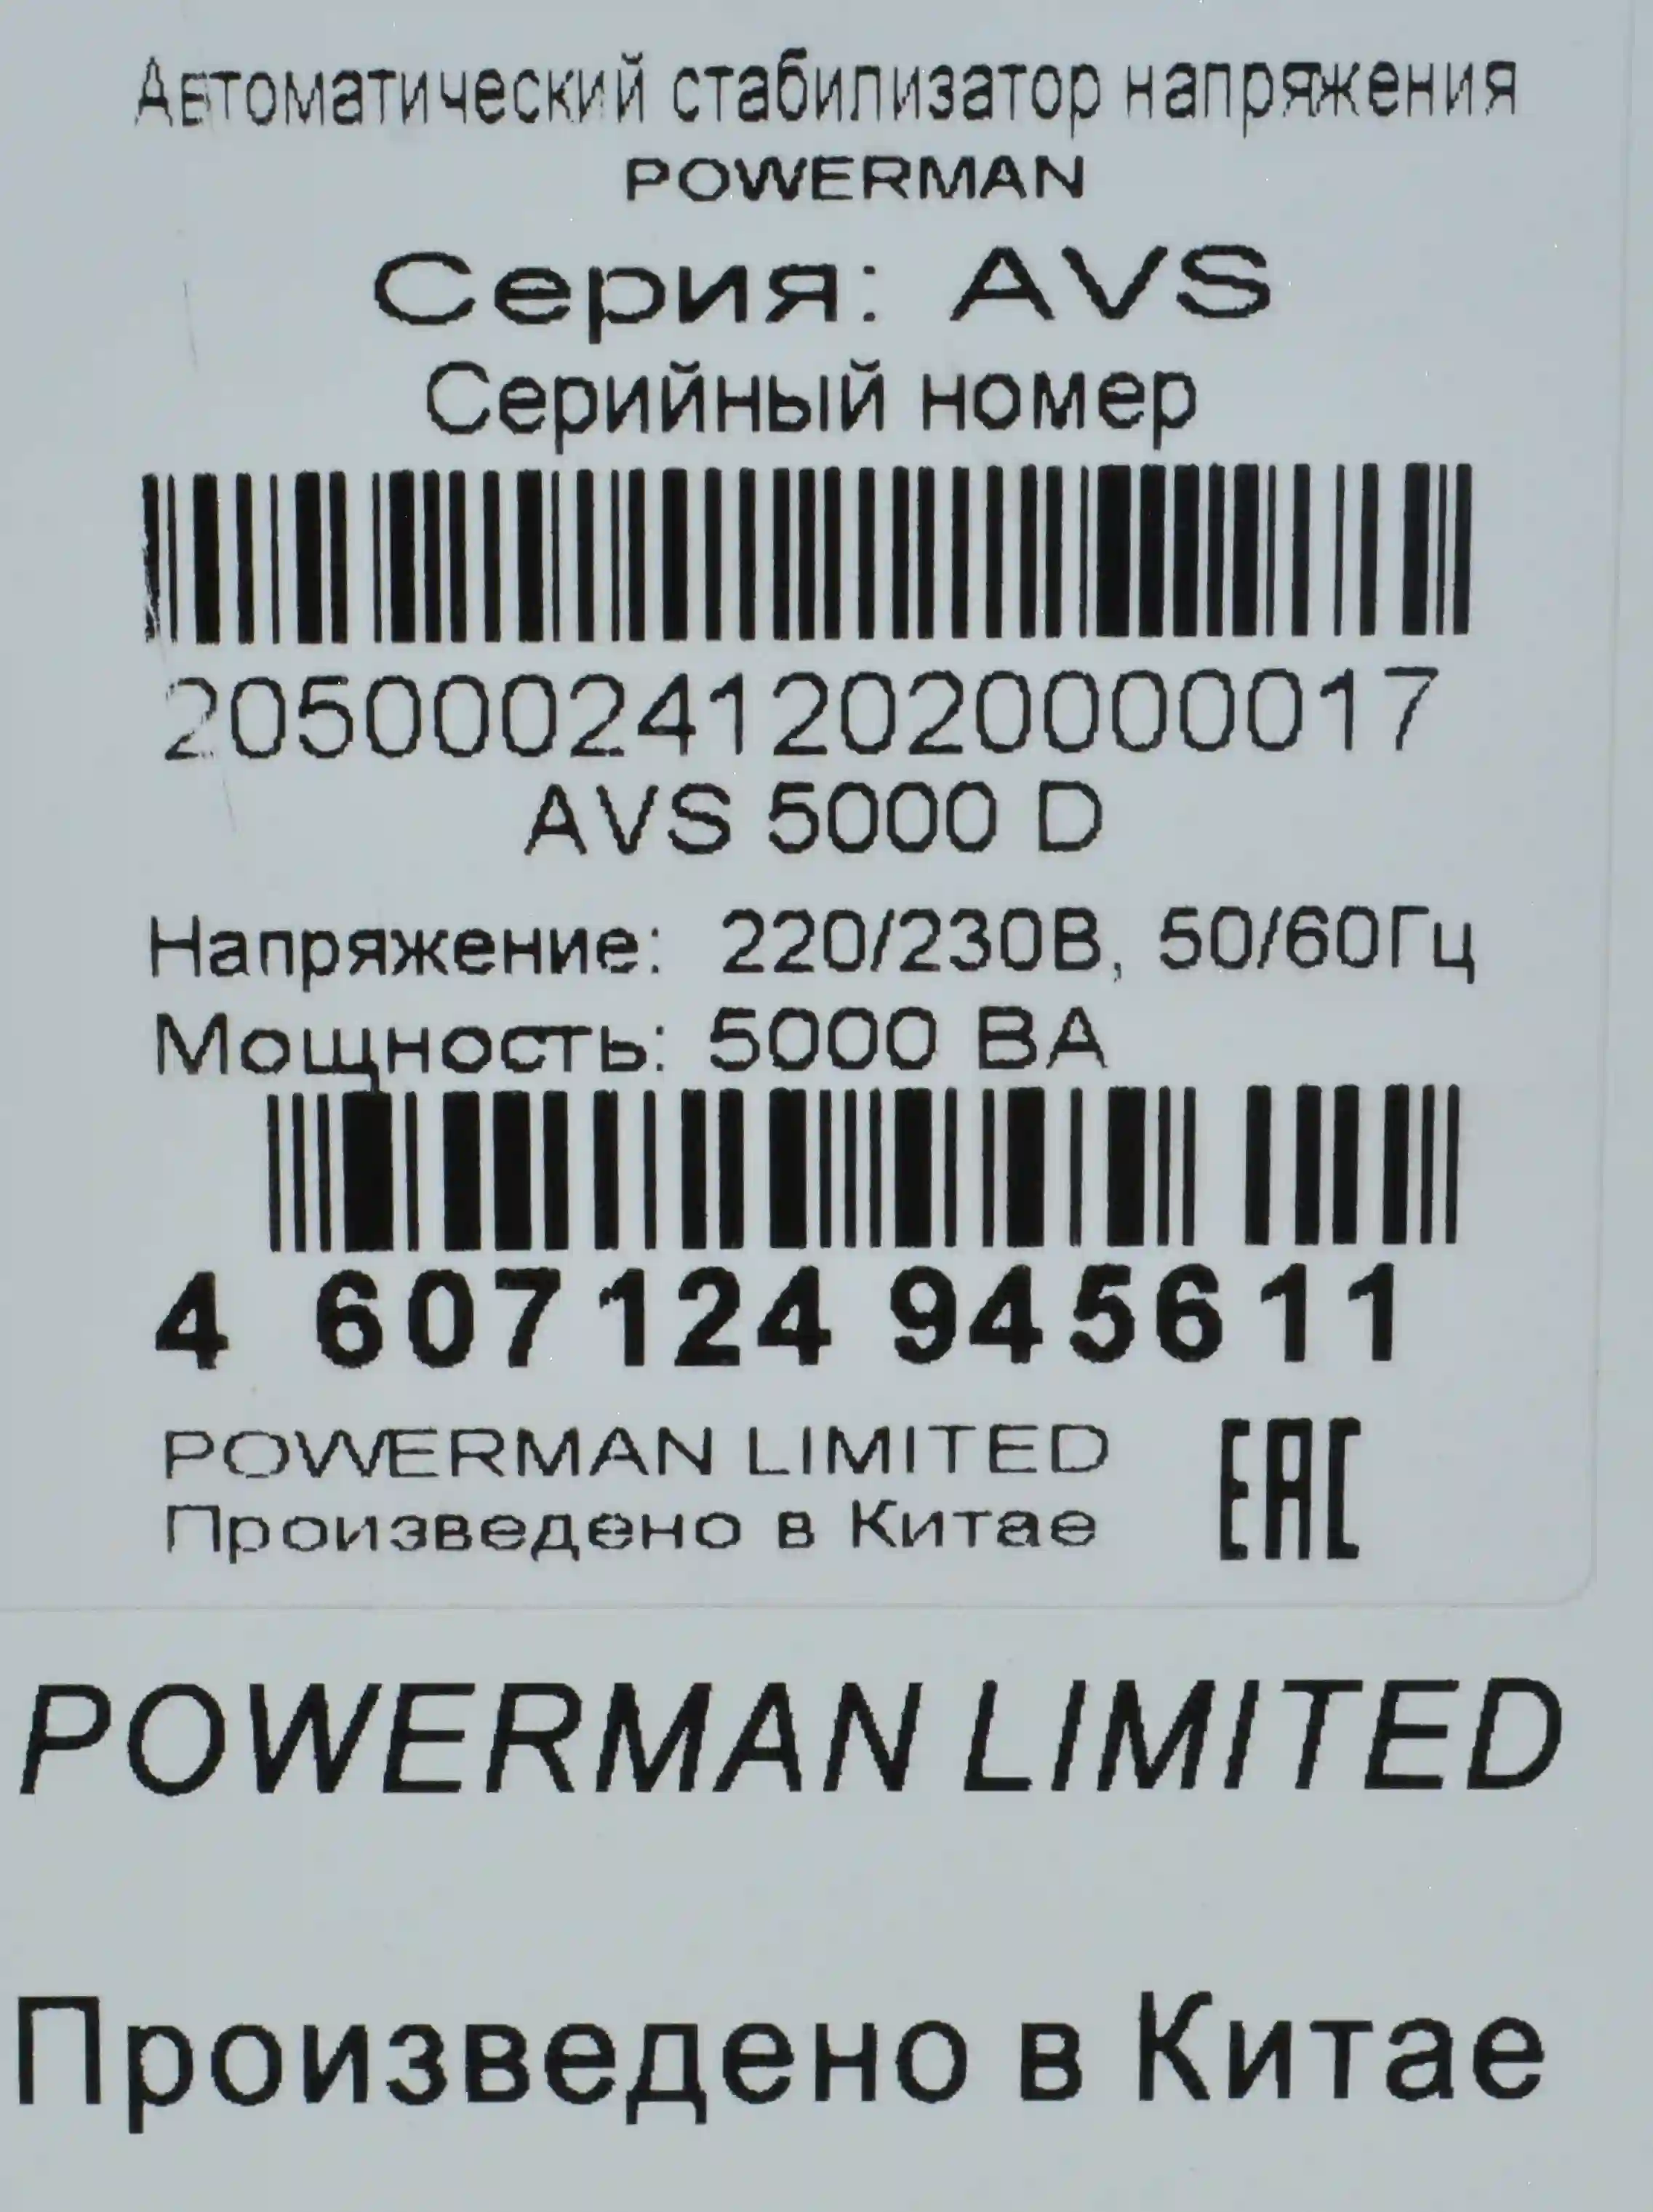 Автоматический стабилизатор напряжения
POWERMAN
Серия: AVS
Серийный номер
2050002412020000017
AVS 5000 D
Напряжение: 220/230В, 50/60Гц
Мощность: 5000 ВА
4 607124 945611
POWERMAN LIMITED
Произведено в Китае
EAC
POWERMAN LIMITED
Произведено в Китае